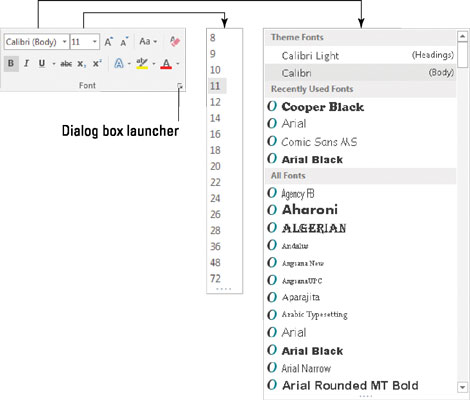 Calibri (Body) 11 A A Aa A
B I U abc x₂ x² A ab A
Font
Dialog box launcher
8
9
10
11
12
14
16
18
20
22
24
26
28
36
48
72
Theme Fonts
Calibri Light (Headings)
Calibri (Body)
Recently Used Fonts
O Cooper Black
O Arial
O Comic Sans MS
O Arial Black
All Fonts
O Agency FB
O Aharoni
O ALGERIAN
O Andalus
O Angsana New
O AngsanaUPC
O Aparajita
O Arabic Typesetting
O Arial
O Arial Black
O Arial Narrow
O Arial Rounded MT Bold